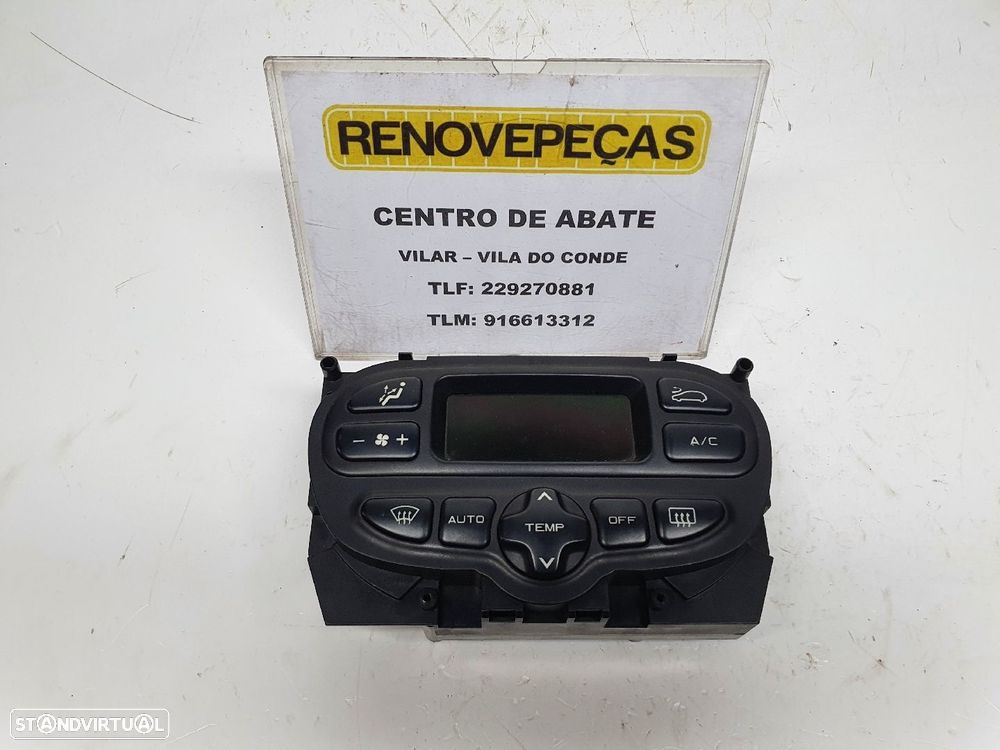 RENOVEPEÇAS
CENTRO DE ABATE
VILAR – VILA DO CONDE
TLF: 229270881
TLM: 916613312
– +
A/C
AUTO
TEMP
OFF
STANDVIRTUAL